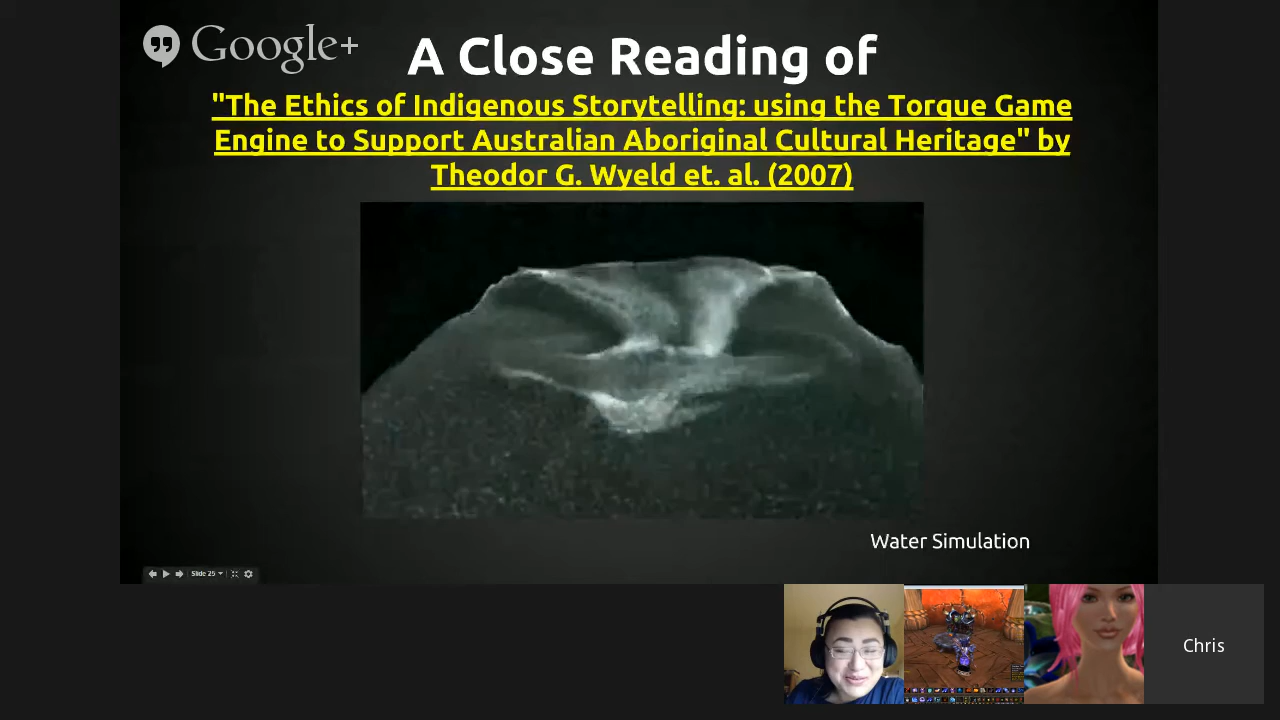 Google+
A Close Reading of
"The Ethics of Indigenous Storytelling: using the Torque Game
Engine to Support Australian Aboriginal Cultural Heritage" by
Theodor G. Wyeld et. al. (2007)
Water Simulation
Slide 25
Chris